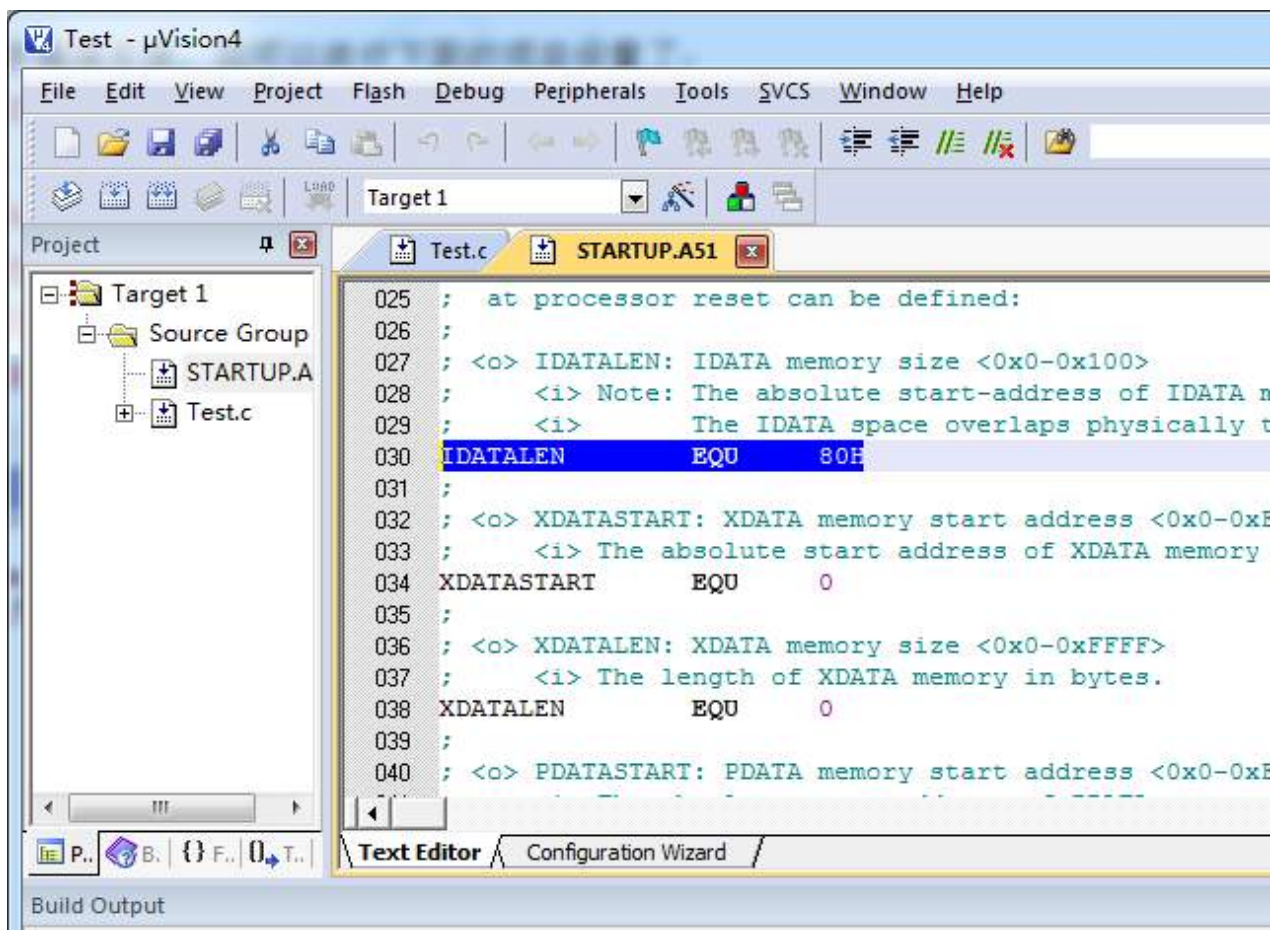 Test - µVision4
File Edit View Project Flash Debug Peripherals Tools SVCS Window Help
LOAD Target 1
Project
Test.c STARTUP.A51
Target 1
Source Group
STARTUP.A
Test.c
025 ; at processor reset can be defined:
026 ;
027 ; <o> IDATALEN: IDATA memory size <0x0-0x100>
028 ; <i> Note: The absolute start-address of IDATA m
029 ; <i> The IDATA space overlaps physically t
030 IDATALEN EQU 80H
031 ;
032 ; <o> XDATASTART: XDATA memory start address <0x0-0xF
033 ; <i> The absolute start address of XDATA memory
034 XDATASTART EQU 0
035 ;
036 ; <o> XDATALEN: XDATA memory size <0x0-0xFFFF>
037 ; <i> The length of XDATA memory in bytes.
038 XDATALEN EQU 0
039 ;
040 ; <o> PDATASTART: PDATA memory start address <0x0-0xF
P.. B. {} F.. 0 T..
Text Editor Configuration Wizard
Build Output